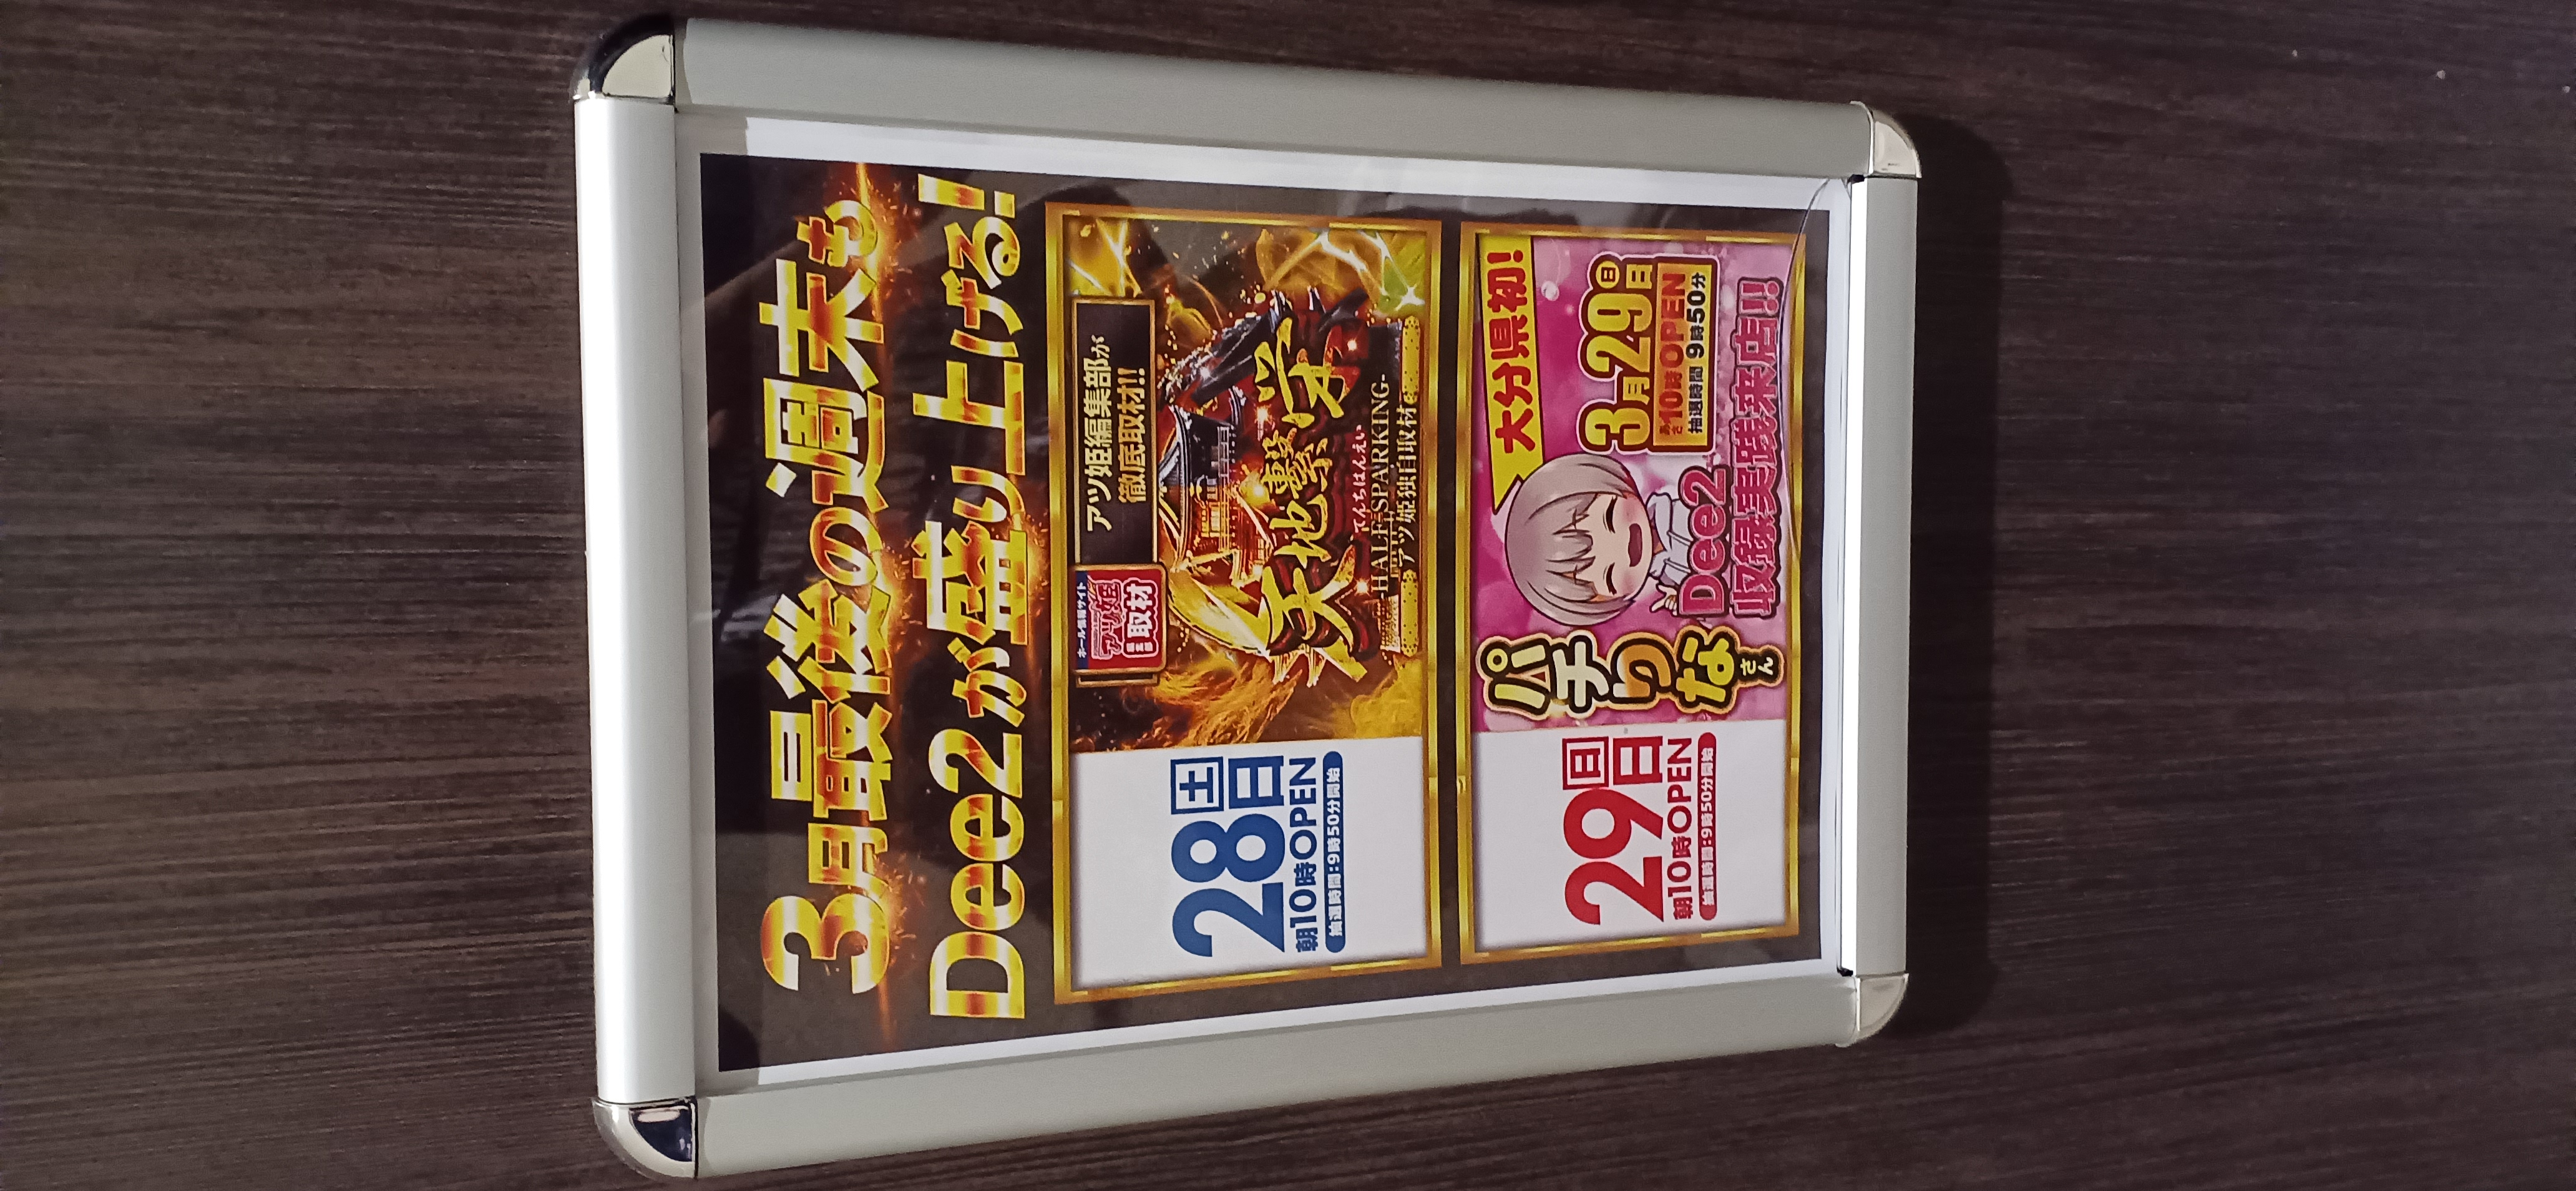 3月最後の週末も
Dee2が盛り上げる!
28日土
朝10時OPEN
抽選時間:9時50分開始
ホール情報サイト
アツ姫
編集部
取材
アツ姫編集部が
徹底取材!!
天地繫栄
てんちはんえい
-HALF SPARKING-
アツ姫独自取材
29日日
朝10時OPEN
抽選時間:9時50分開始
パチりなさん
大分県初!
3月29日日
あさ10時OPEN
抽選時間 9時50分
Dee2
収録実践来店!!